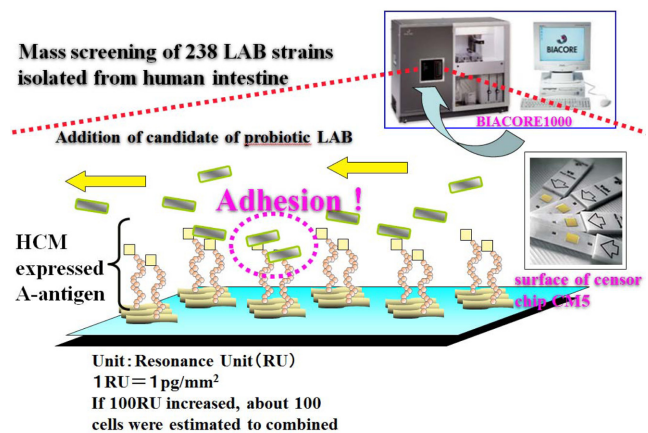 Mass screening of 238 LAB strains
isolated from human intestine
BIACORE
BIACORE1000
Addition of candidate of probiotic LAB
Adhesion！
HCM
expressed
A-antigen
surface of censor
chip CM5
Unit：Resonance Unit(RU)
1RU＝1pg/mm²
If 100RU increased, about 100
cells were estimated to combined